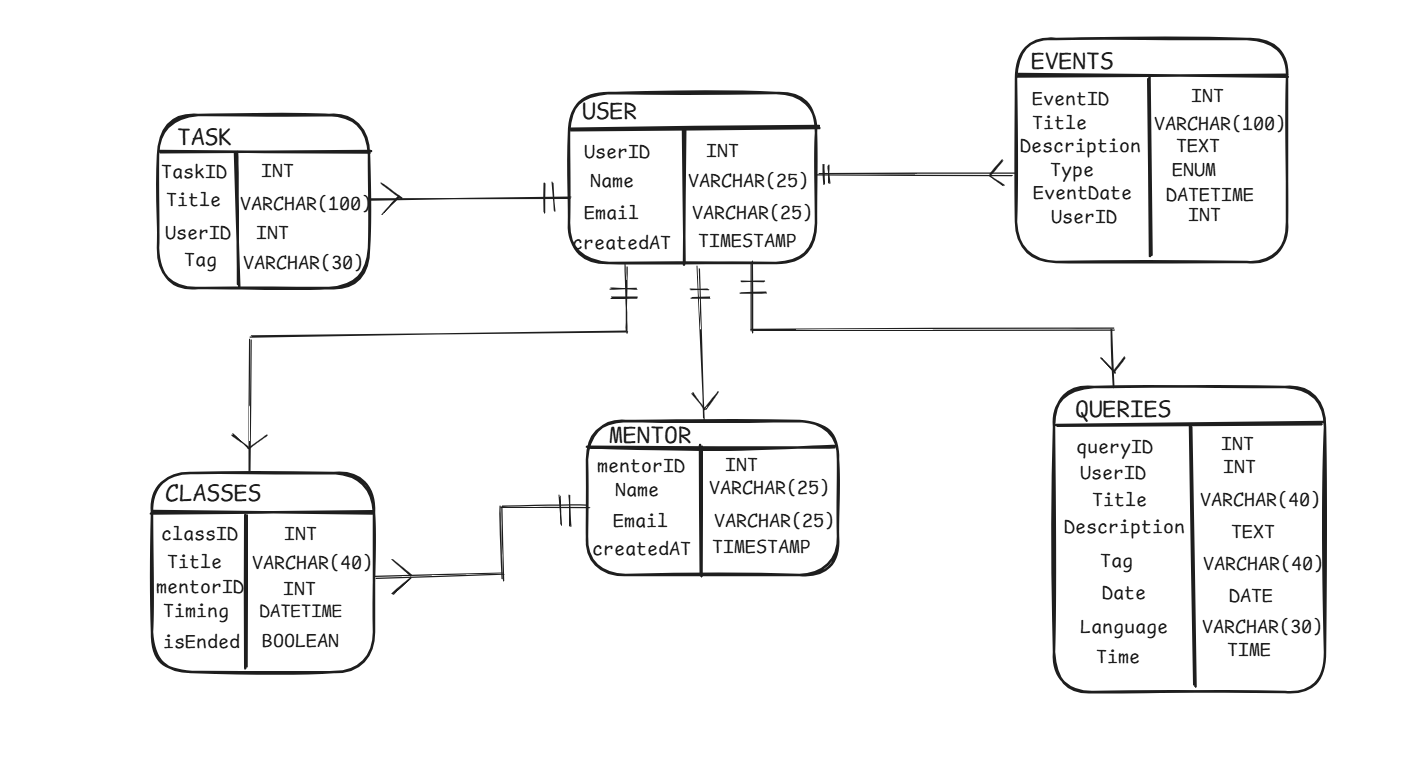 TASK
TaskID INT
Title VARCHAR(100)
UserID INT
Tag VARCHAR(30)
USER
UserID INT
Name VARCHAR(25)
Email VARCHAR(25)
createdAT TIMESTAMP
EVENTS
EventID INT
Title VARCHAR(100)
Description TEXT
Type ENUM
EventDate DATETIME
UserID INT
CLASSES
classID INT
Title VARCHAR(40)
mentorID INT
Timing DATETIME
isEnded BOOLEAN
MENTOR
mentorID INT
Name VARCHAR(25)
Email VARCHAR(25)
createdAT TIMESTAMP
QUERIES
queryID INT
UserID INT
Title VARCHAR(40)
Description TEXT
Tag VARCHAR(40)
Date DATE
Language VARCHAR(30)
Time TIME